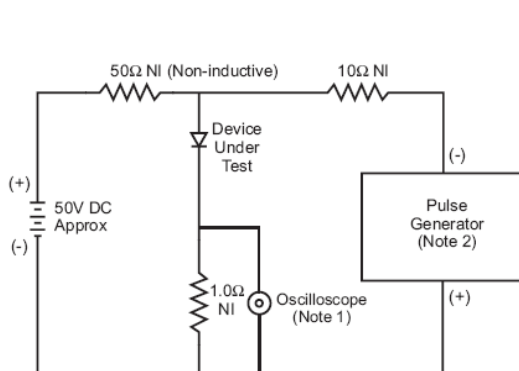 50Ω NI (Non-inductive)
10Ω NI
Device
Under
Test
(-)
(+)
50V DC
Approx
(-)
Pulse
Generator
(Note 2)
1.0Ω
NI
Oscilloscope
(Note 1)
(+)